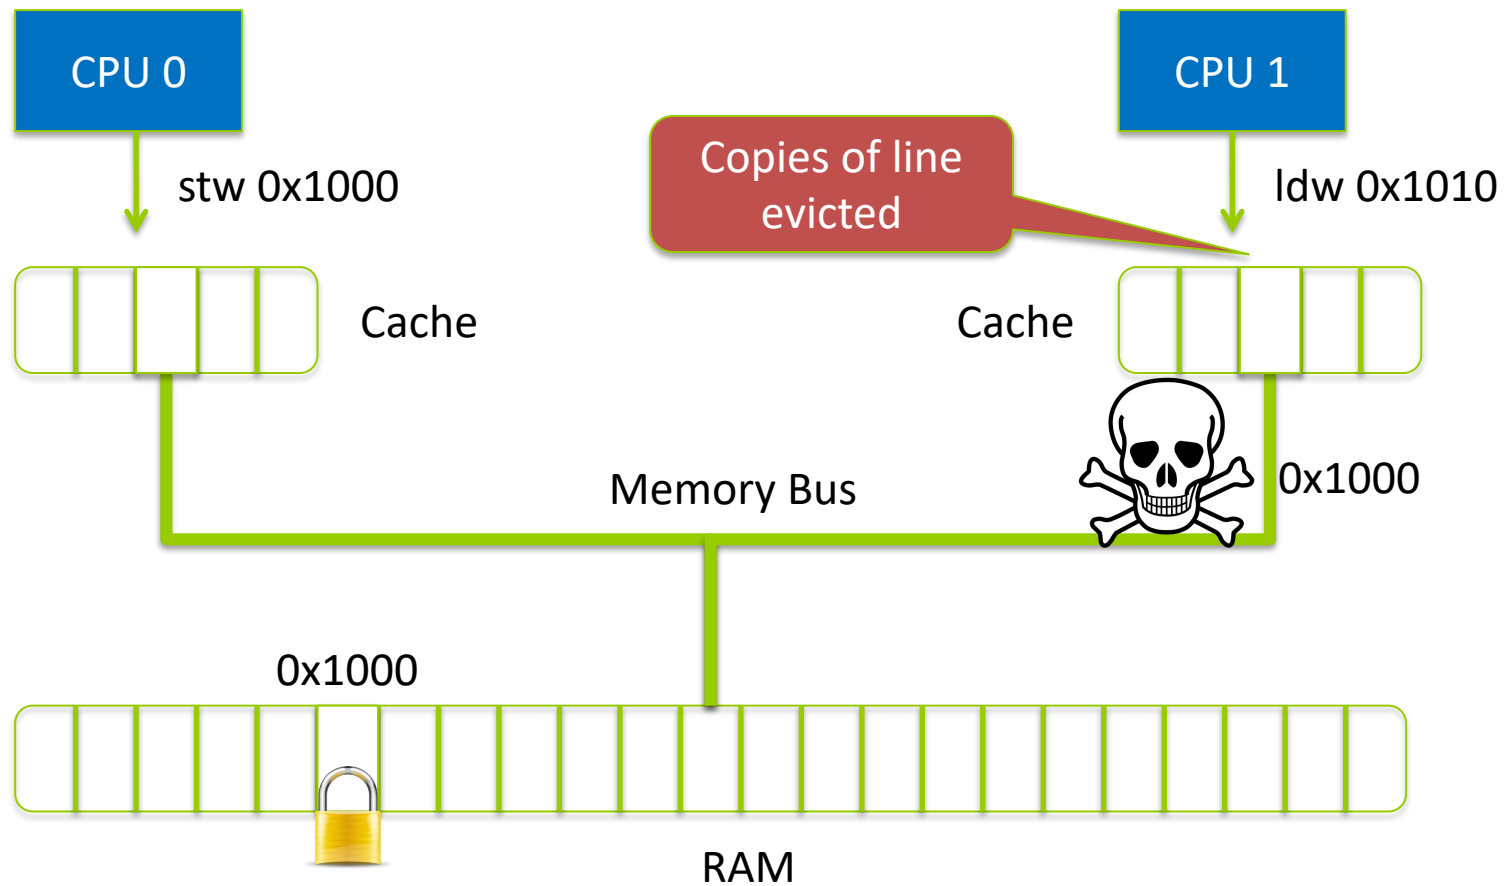 CPU 0
CPU 1
Copies of line
evicted
stw 0x1000
ldw 0x1010
Cache
Cache
Memory Bus
0x1000
0x1000
RAM